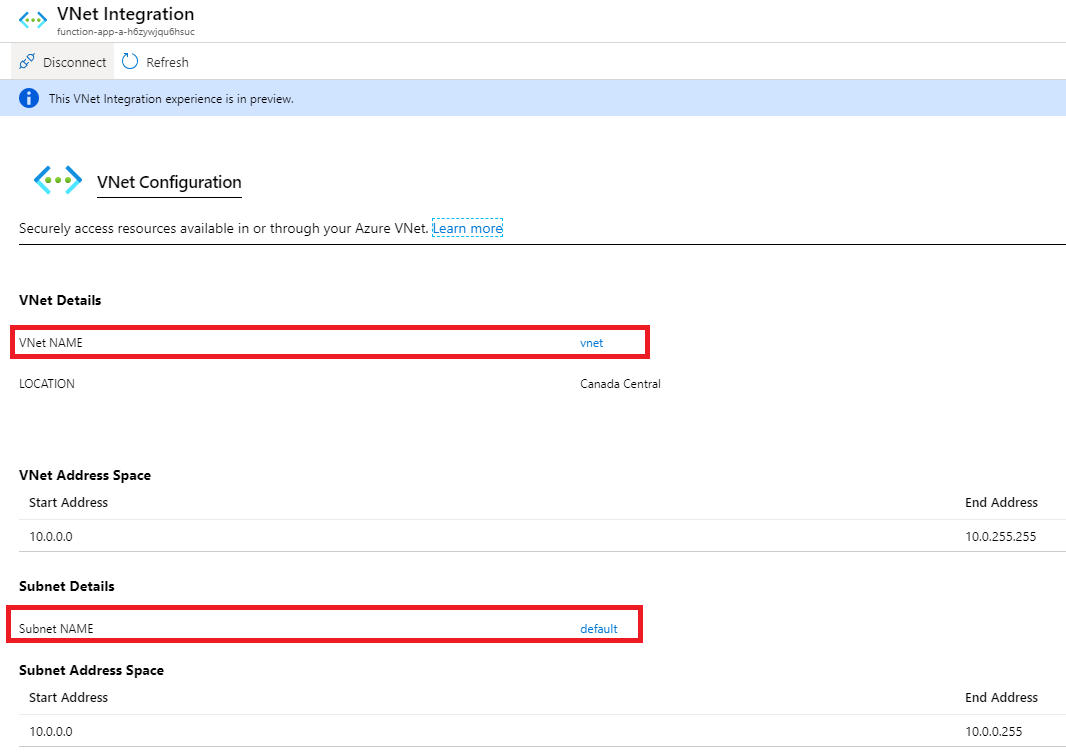 VNet Integration
function-app-a-h6zywjqu6hsuc
Disconnect Refresh
This VNet Integration experience is in preview.
VNet Configuration
Securely access resources available in or through your Azure VNet. Learn more
VNet Details
VNet NAME vnet
LOCATION Canada Central
VNet Address Space
Start Address End Address
10.0.0.0 10.0.255.255
Subnet Details
Subnet NAME default
Subnet Address Space
Start Address End Address
10.0.0.0 10.0.0.255